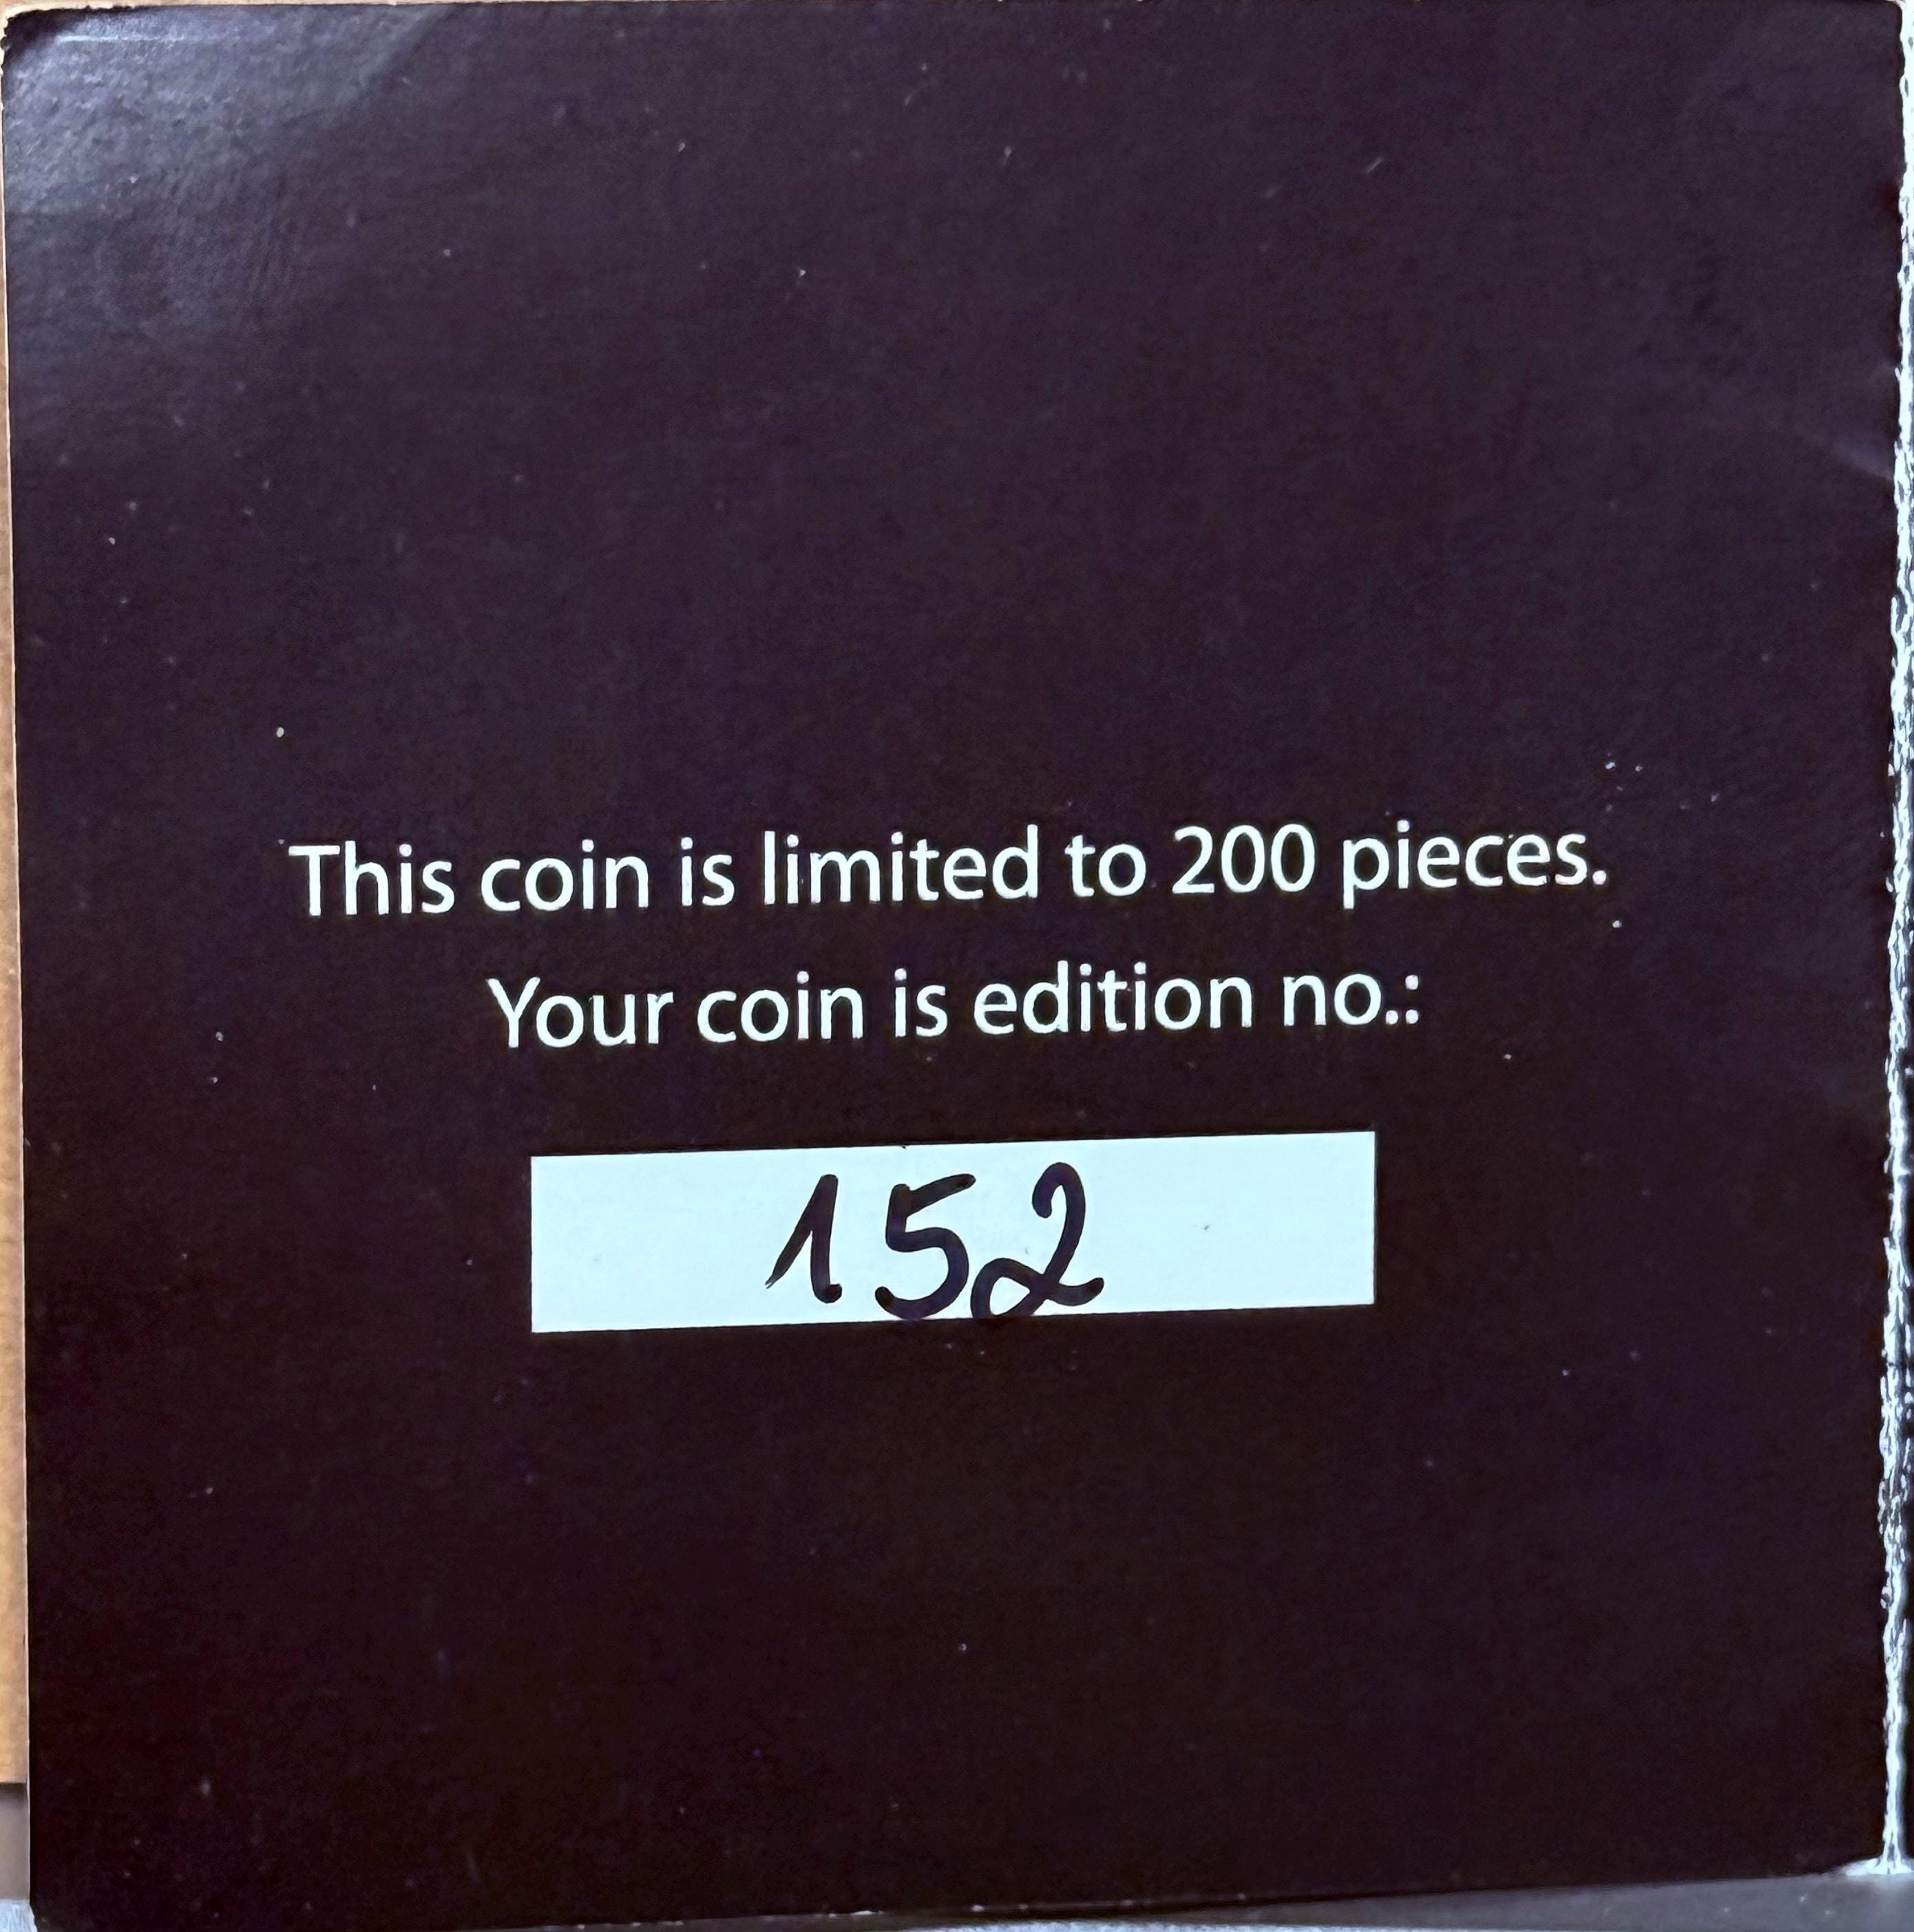 This coin is limited to 200 pieces.
Your coin is edition no.:
152